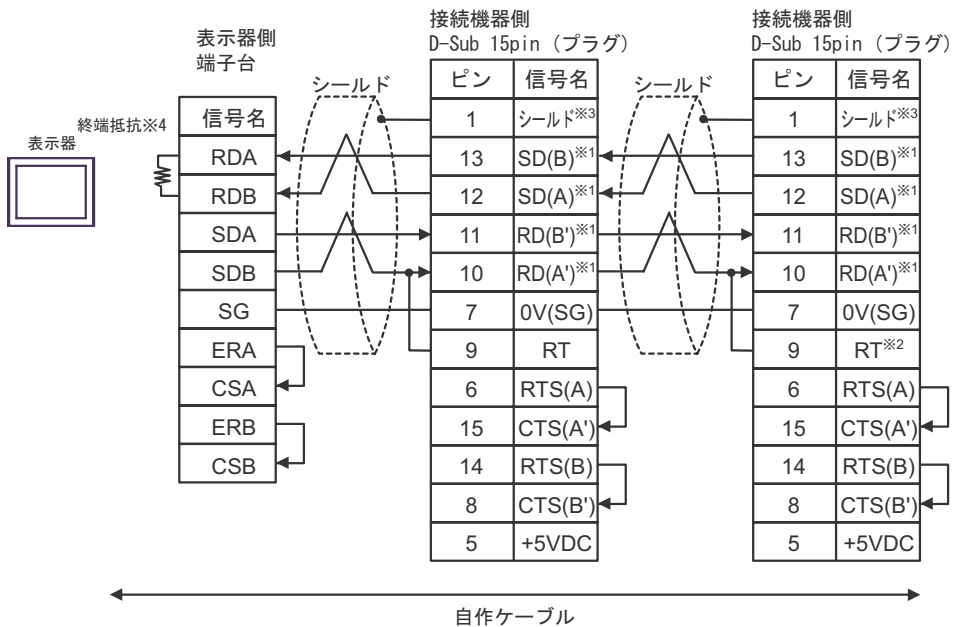 表示器側
端子台
終端抵抗※4
表示器
信号名
RDA
RDB
SDA
SDB
SG
ERA
CSA
ERB
CSB
シールド
接続機器側
D-Sub 15pin (プラグ)
ピン 信号名
1 シールド※3
13 SD(B)※1
12 SD(A)※1
11 RD(B')※1
10 RD(A')※1
7 0V(SG)
9 RT
6 RTS(A)
15 CTS(A')
14 RTS(B)
8 CTS(B')
5 +5VDC
シールド
接続機器側
D-Sub 15pin (プラグ)
ピン 信号名
1 シールド※3
13 SD(B)※1
12 SD(A)※1
11 RD(B')※1
10 RD(A')※1
7 0V(SG)
9 RT※2
6 RTS(A)
15 CTS(A')
14 RTS(B)
8 CTS(B')
5 +5VDC
自作ケーブル